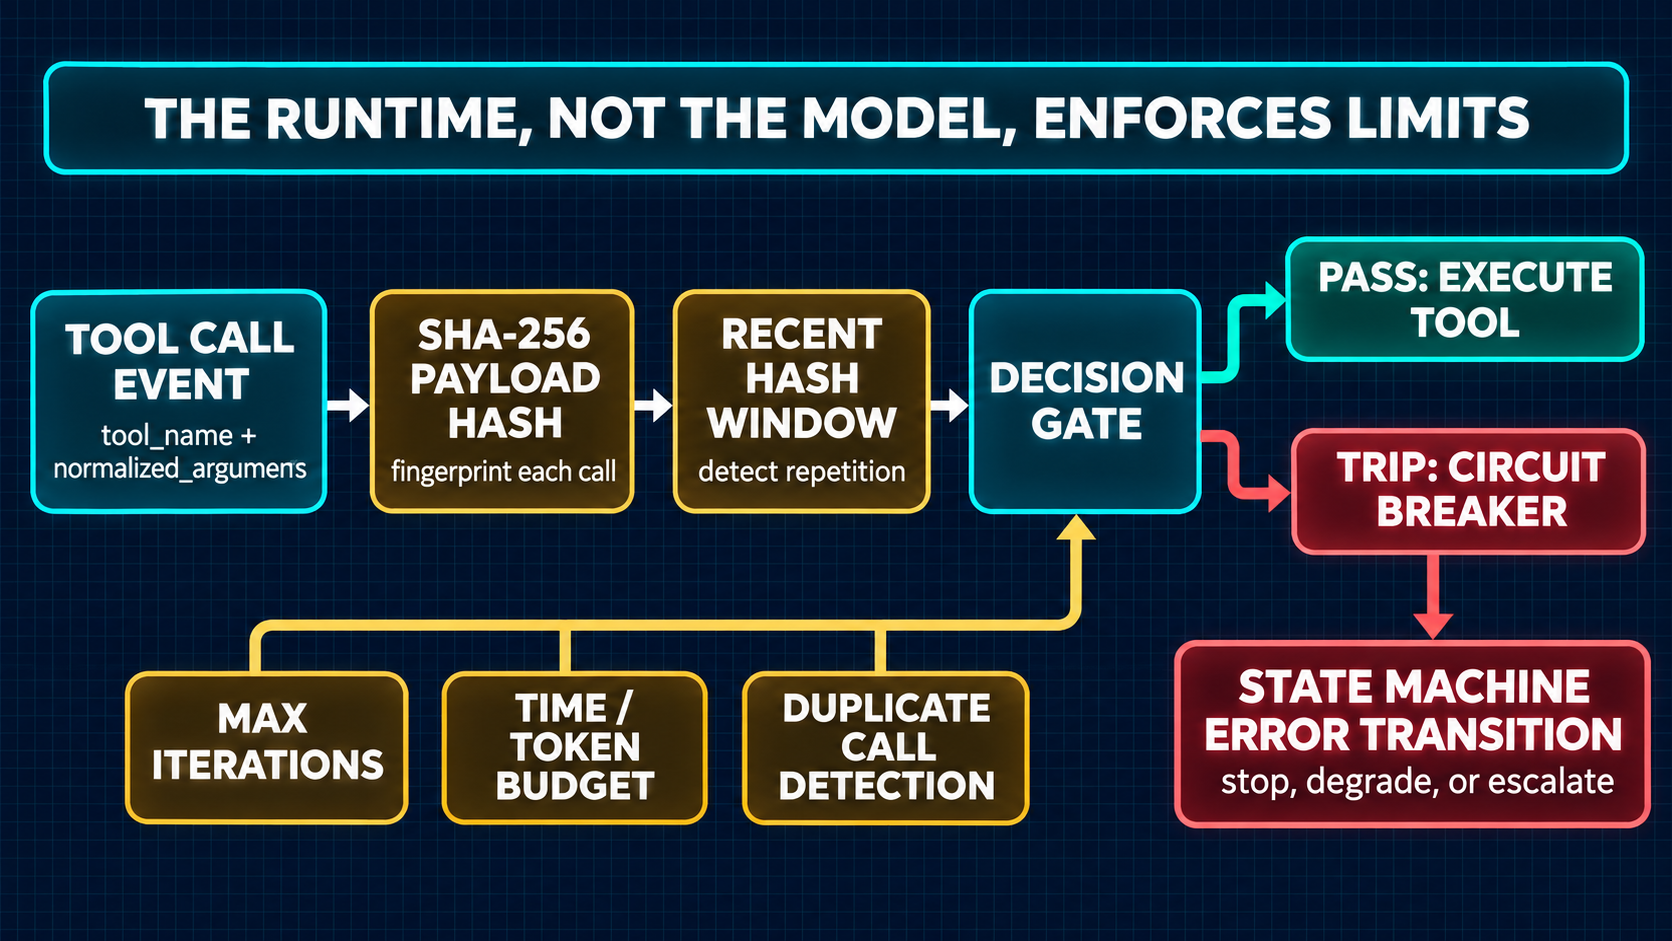 THE RUNTIME, NOT THE MODEL, ENFORCES LIMITS
TOOL CALL
EVENT
tool_name +
normalized_argumens
SHA-256
PAYLOAD
HASH
fingerprint each call
RECENT
HASH
WINDOW
detect repetition
DECISION
GATE
PASS: EXECUTE
TOOL
TRIP: CIRCUIT
BREAKER
STATE MACHINE
ERROR TRANSITION
stop, degrade, or escalate
MAX
ITERATIONS
TIME /
TOKEN
BUDGET
DUPLICATE
CALL
DETECTION